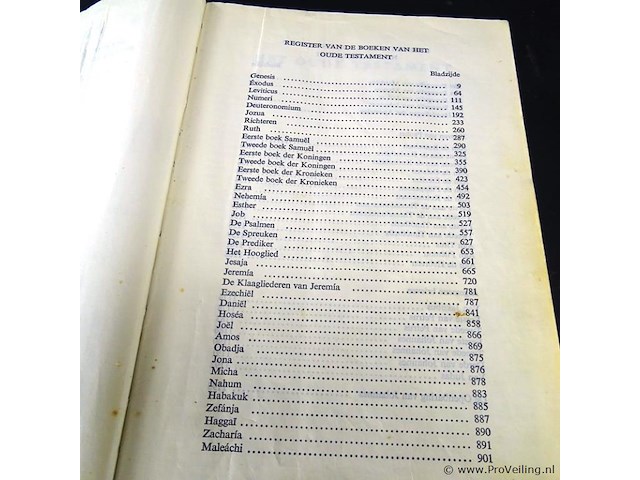 REGISTER VAN DE BOEKEN VAN HET
OUDE TESTAMENT
Bladzijde
Genesis 9
Éxodus 64
Leviticus 111
Numeri 145
Deuteronomium 192
Jozua 233
Richteren 260
Ruth 287
Eerste boek Samuël 290
Tweede boek Samuël 325
Eerste boek der Koningen 355
Tweede boek der Koningen 390
Eerste boek der Kronieken 423
Tweede boek der Kronieken 454
Ezra 492
Nehemía 503
Esther 519
Job 527
De Psalmen 557
De Spreuken 627
De Prediker 653
Het Hooglied 661
Jesaja 665
Jeremía 720
De Klaagliederen van Jeremía 781
Ezechiël 787
Daniël 841
Hoséa 858
Joël 866
Amos 869
Obadja 875
Jona 876
Micha 878
Nahum 883
Habakuk 885
Zefánja 887
Haggaï 890
Zacharía 891
Maleáchi 901
© www.ProVeiling.nl